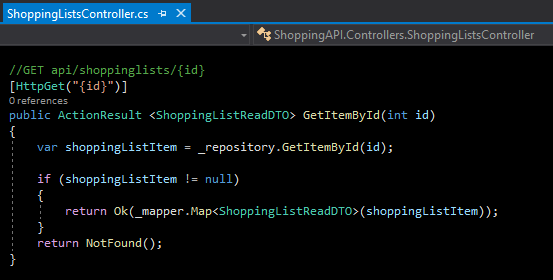 ShoppingListsController.cs
ShoppingAPI.Controllers.ShoppingListsController
//GET api/shoppinglists/{id}
[HttpGet("{id}")]
0 references
public ActionResult <ShoppingListReadDTO> GetItemById(int id)
{
var shoppingListItem = _repository.GetItemById(id);
if (shoppingListItem != null)
{
return Ok(_mapper.Map<ShoppingListReadDTO>(shoppingListItem));
}
return NotFound();
}